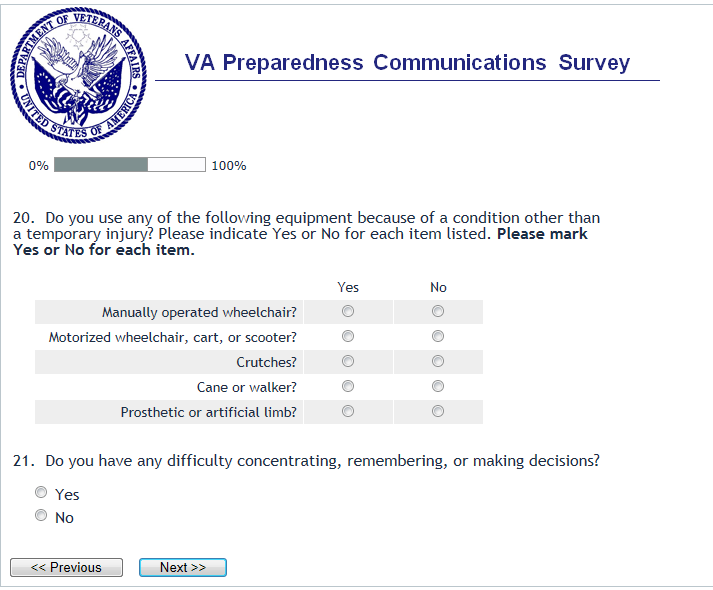 DEPARTMENT OF VETERANS AFFAIRS
UNITED STATES OF AMERICA
VA Preparedness Communications Survey
0% 100%
20. Do you use any of the following equipment because of a condition other than
a temporary injury? Please indicate Yes or No for each item listed. Please mark
Yes or No for each item.
Yes No
Manually operated wheelchair?
Motorized wheelchair, cart, or scooter?
Crutches?
Cane or walker?
Prosthetic or artificial limb?
21. Do you have any difficulty concentrating, remembering, or making decisions?
Yes
No
<< Previous Next >>